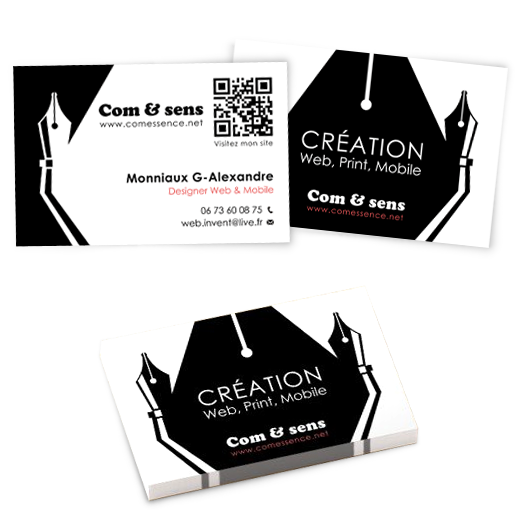 Com & sens
www.comessence.net
Visitez mon site
Monniaux G-Alexandre
Designer Web & Mobile
06 73 60 08 75
web.invent@live.fr
CRÉATION
Web, Print, Mobile
Com & sens
www.comessence.net
CRÉATION
Web, Print, Mobile
Com & sens
www.comessence.net